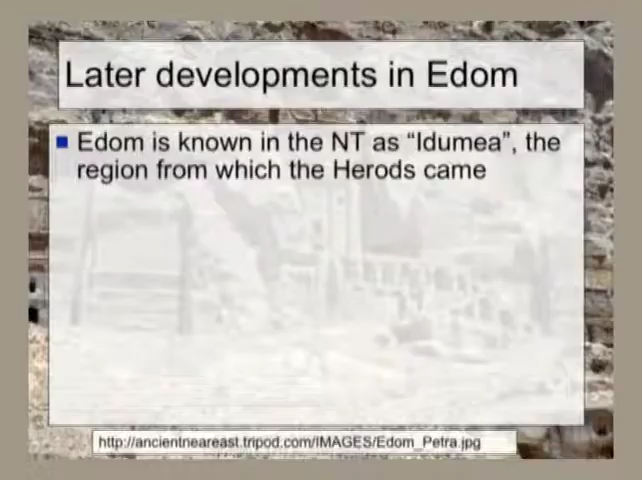 Later developments in Edom
Edom is known in the NT as “Idumea”, the
region from which the Herods came
http://ancientneareast.tripod.com/IMAGES/Edom_Petra.jpg